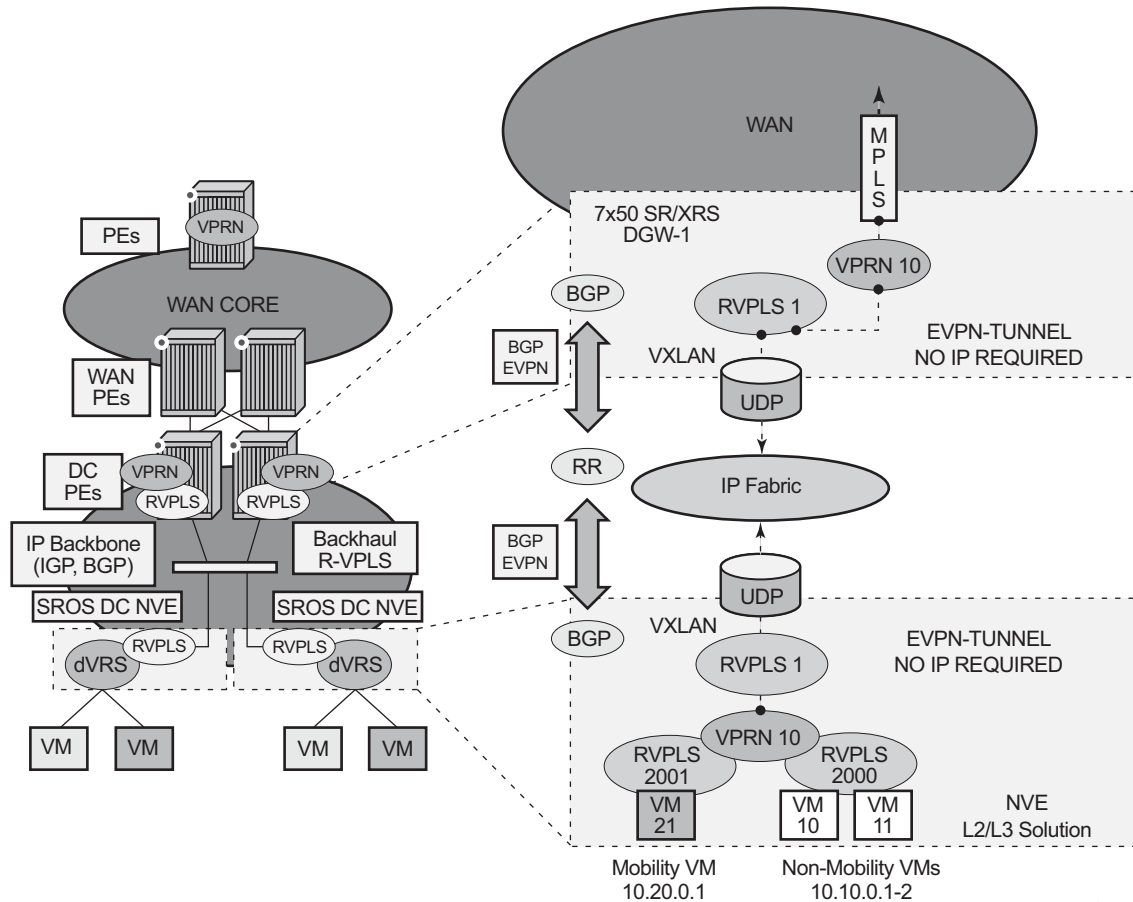 PEs
VPRN
WAN CORE
WAN
PEs
DC
PEs
VPRN
RVPLS
VPRN
RVPLS
IP Backbone
(IGP, BGP)
Backhaul
R-VPLS
SROS DC NVE
SROS DC NVE
RVPLS
dVRS
RVPLS
dVRS
VM
VM
VM
VM
WAN
MPLS
7x50 SR/XRS
DGW-1
VPRN 10
BGP
RVPLS 1
EVPN-TUNNEL
NO IP REQUIRED
BGP
EVPN
VXLAN
UDP
RR
IP Fabric
BGP
EVPN
UDP
VXLAN
BGP
RVPLS 1
EVPN-TUNNEL
NO IP REQUIRED
VPRN 10
RVPLS
2001
RVPLS
2000
VM
21
VM
10
VM
11
NVE
L2/L3 Solution
Mobility VM
10.20.0.1
Non-Mobility VMs
10.10.0.1-2